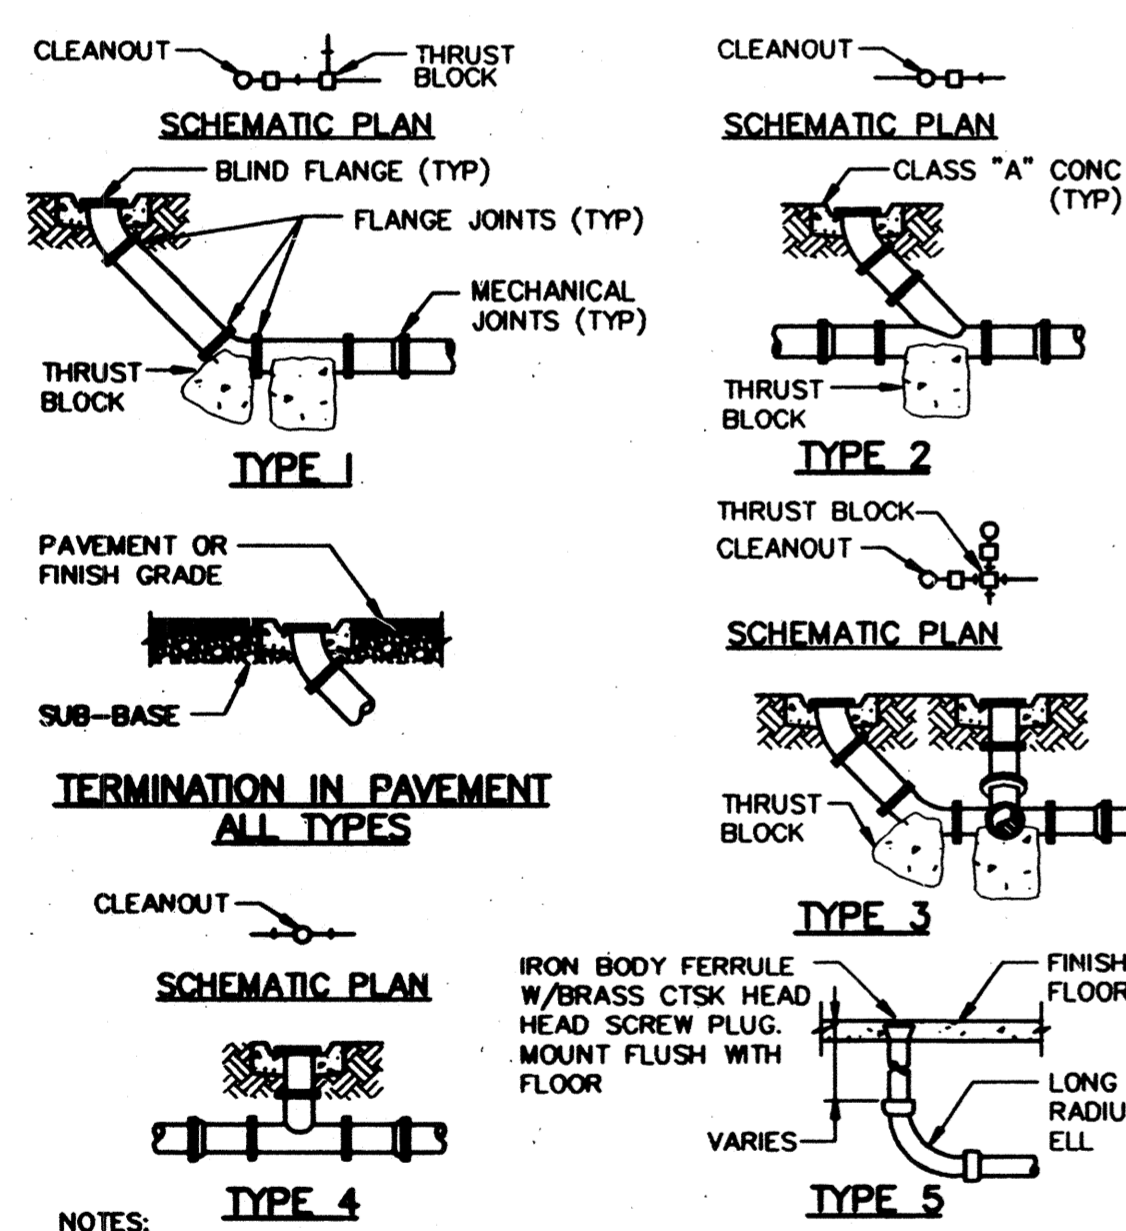 CLEANOUT
THRUST
BLOCK
SCHEMATIC PLAN
BLIND FLANGE (TYP)
FLANGE JOINTS (TYP)
MECHANICAL
JOINTS (TYP)
THRUST
BLOCK
TYPE 1
CLEANOUT
SCHEMATIC PLAN
CLASS "A" CONC
(TYP)
THRUST
BLOCK
TYPE 2
PAVEMENT OR
FINISH GRADE
SUB-BASE
TERMINATION IN PAVEMENT
ALL TYPES
THRUST BLOCK
CLEANOUT
SCHEMATIC PLAN
THRUST
BLOCK
TYPE 3
CLEANOUT
SCHEMATIC PLAN
TYPE 4
IRON BODY FERRULE
W/BRASS CTSK HEAD
HEAD SCREW PLUG.
MOUNT FLUSH WITH
FLOOR
FINISH
FLOOR
VARIES
LONG
RADIU
ELL
TYPE 5
NOTES: